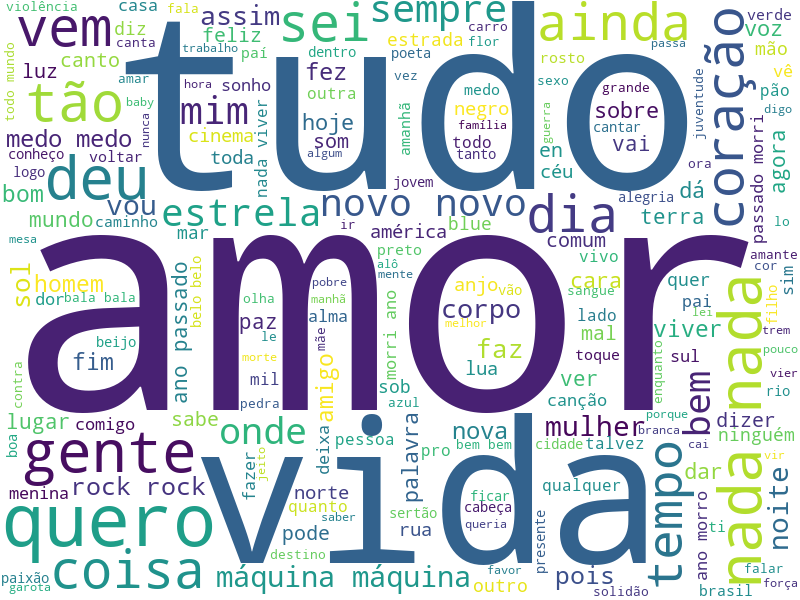 violência
casa
fala
vem
diz
assim
sempre
carro
ainda
verde
feliz
sei
voz
canta
trabalho
estrada
flor
passa
mão
todo mundo
luz
canto
amar
tudo
país
dentro
poeta
rosto
coração
vê
hora
sonho
fez
vez
medo
sexo
grande
juventude
pão
tão
baby
mim
outra
amanhã
negro
sobre
digo
medo medo
nunca
cinema
hoje
família
guerra
cantar
agora
conheço
voltar
som
todo
tanto
vai
logo
toda
nada viver
algum
en
ora
passado morri
bom
deu
jovem
céu
alegria
dá
mundo
vou
estrela
novo novo
dia
terra
lo
caminho
mar
ir
américa
blue
comum
mesa
sol
homem
ano passado
belo belo
preto
vivo
amante
cor
sim
amor
alô
mente
anjo
vão
cara
quer
dor
bala bala
pobre
olha
manhã
corpo
sangue
pai
nada nada
filho
lei
paz
alma
melhor
lado
viver
trem
contra
beijo
le
mãe
morri ano
faz
mal
toque
sul
pouco
fim
morte
mil
amigo
lua
ver
enquanto
bem
vier
rio
pedra
sob
azul
canção
lugar
comigo
sabe
onde
nova
mulher
porque
dizer
boa
gente
deixa
pessoa
palavra
pro
bem bem
cidade
talvez
branca
cai
ninguém
fazer
jeito
vida
qualquer
tempo
dar
vir
noite
menina
rock rock
norte
quanto
ficar
cabeça
queria
ano morro
ti
quero
saber
pode
rua
sertão
presente
paixão
coisa
máquina máquina
destino
favor
outro
pois
solidão
falar
garota
brasil
força